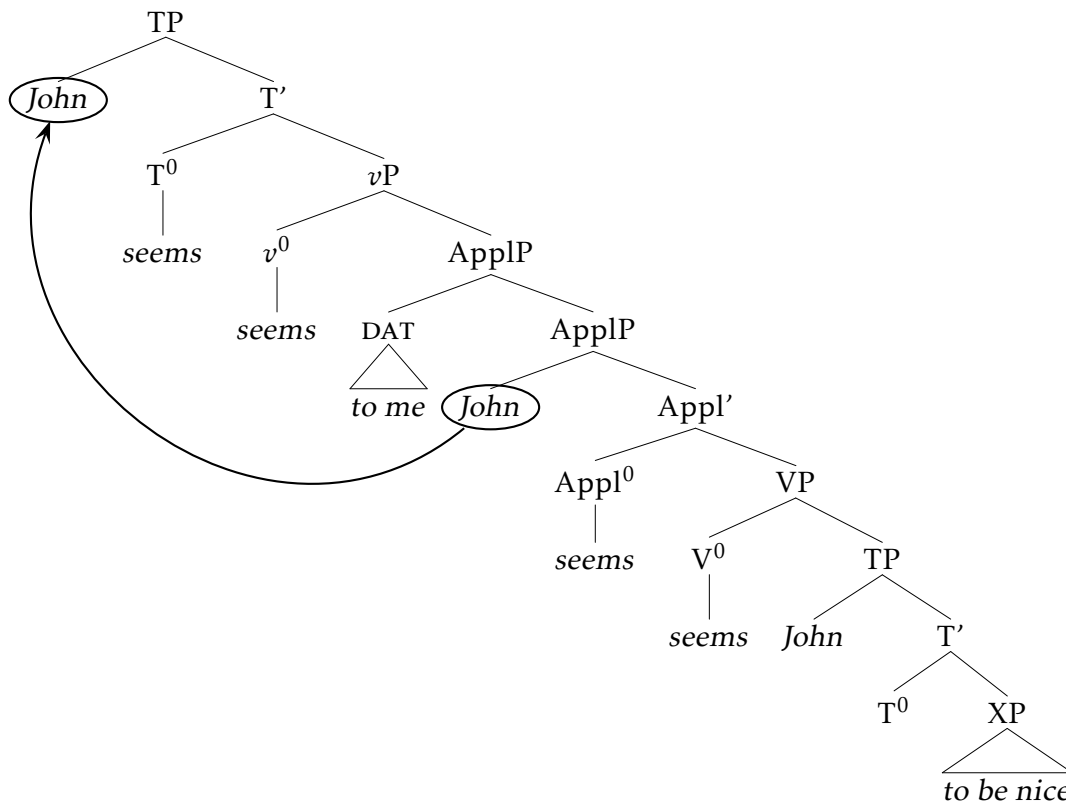 TP
John T’
T⁰ vP
seems v⁰ ApplP
seems DAT ApplP
to me John Appl’
Appl⁰ VP
seems V⁰ TP
seems John T’
T⁰ XP
to be nice